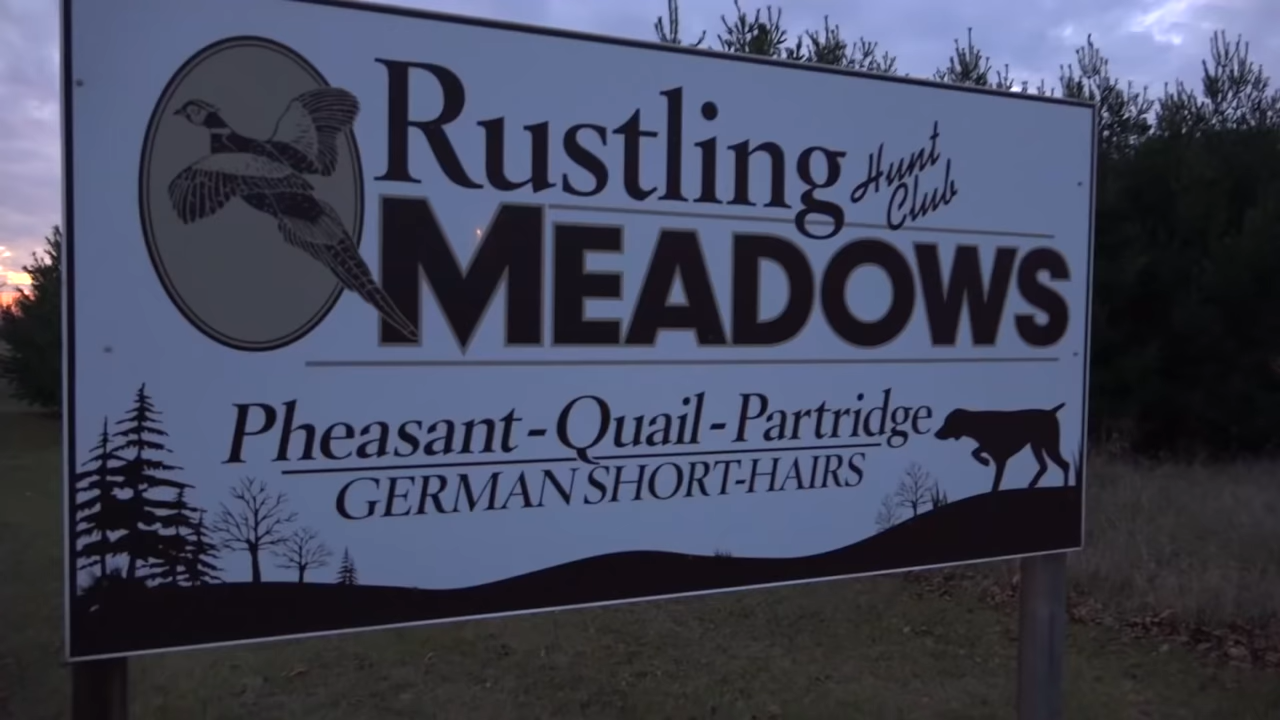 Rustling
Hunt
Club
MEADOWS
Pheasant-Quail-Partridge
GERMAN SHORT-HAIRS